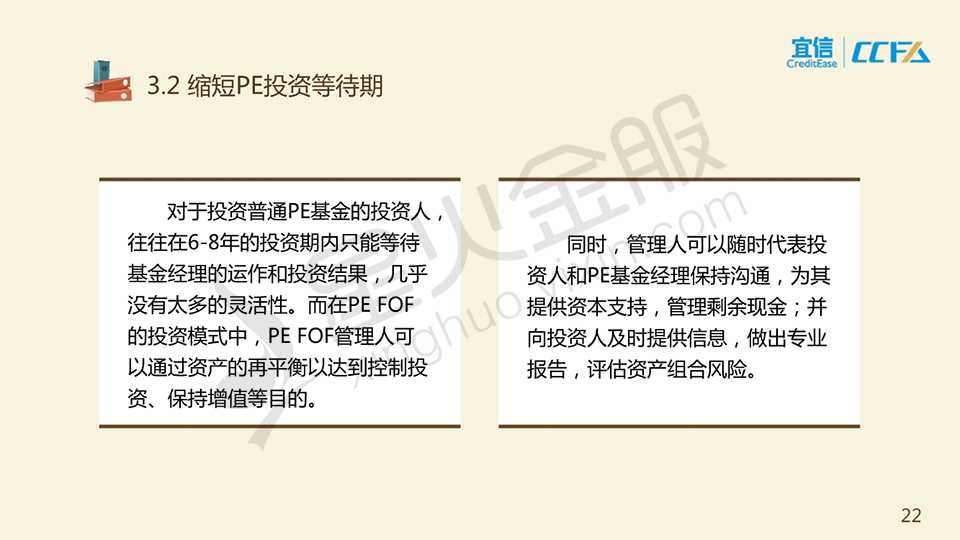 宜信
CreditEase
CCFA
3.2 缩短PE投资等待期
对于投资普通PE基金的投资人，
往往在6-8年的投资期内只能等待
基金经理的运作和投资结果，几乎
没有太多的灵活性。而在PE FOF
的投资模式中，PE FOF管理人可
以通过资产的再平衡以达到控制投
资、保持增值等目的。
同时，管理人可以随时代表投
资人和PE基金经理保持沟通，为其
提供资本支持，管理剩余现金；并
向投资人及时提供信息，做出专业
报告，评估资产组合风险。
星火金服
xinghuo.yixin.com
22